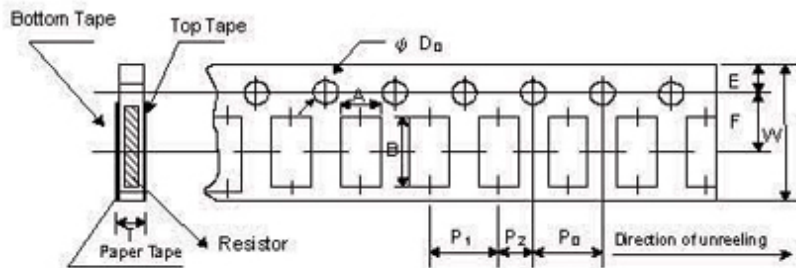 Bottom Tape
Top Tape
ψ D0
E
A
F
W
B
T
Paper Tape
Resistor
P1
P2
P0
Direction of unreeling